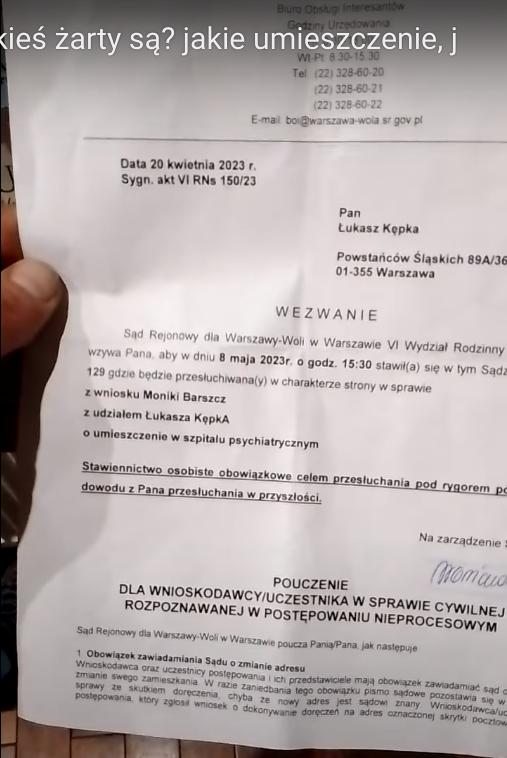 Biuro Obsługi Interesantów
kieś żarty są? jakie umieszczenie, j
Godziny Urzędowania
Wt-Pt 8.30-15.30
Tel. (22) 328-60-20
(22) 328-60-21
(22) 328-60-22
E-mail boi@warszawa-wola.sr.gov.pl
Data 20 kwietnia 2023 r.
Sygn. akt VI RNs 150/23
Pan
Łukasz Kępka
Powstańców Śląskich 89A/36
01-355 Warszawa
WEZWANIE
Sąd Rejonowy dla Warszawy-Woli w Warszawie VI Wydział Rodzinny
wzywa Pana, aby w dniu 8 maja 2023r. o godz. 15:30 stawił(a) się w tym Sądz
129 gdzie będzie przesłuchiwana(y) w charakterze strony w sprawie
z wniosku Moniki Barszcz
z udziałem Łukasza KępkA
o umieszczenie w szpitalu psychiatrycznym
Stawiennictwo osobiste obowiązkowe celem przesłuchania pod rygorem po
dowodu z Pana przesłuchania w przyszłości.
Na zarządzenie
POUCZENIE
DLA WNIOSKODAWCY/UCZESTNIKA W SPRAWIE CYWILNEJ
ROZPOZNAWANEJ W POSTĘPOWANIU NIEPROCESOWYM
Sąd Rejonowy dla Warszawy-Woli w Warszawie poucza Panią/Pana, jak następuje
1 Obowiązek zawiadamiania Sądu o zmianie adresu
Wnioskodawca oraz uczestnicy postępowania i ich przedstawiciele mają obowiązek zawiadamiać sąd o
zmianie swego zamieszkania. W razie zaniedbania tego obowiązku pismo sądowe pozostawia się w
sprawy ze skutkiem doręczenia, chyba że nowy adres jest sądowi znany. Wnioskodawca/uc
postępowania, który zgłosił wniosek o dokonywanie doręczeń na adres oznaczonej skrytki pocztow